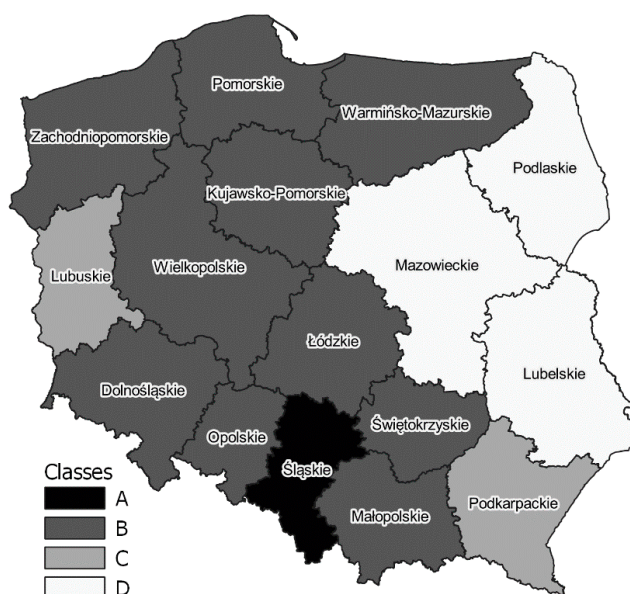 Pomorskie
Warmińsko-Mazurskie
Zachodniopomorskie
Podlaskie
Kujawsko-Pomorskie
Mazowieckie
Wielkopolskie
Lubuskie
Łódzkie
Lubelskie
Dolnośląskie
Świętokrzyskie
Opolskie
Śląskie
Podkarpackie
Małopolskie
Classes
A
B
C
D